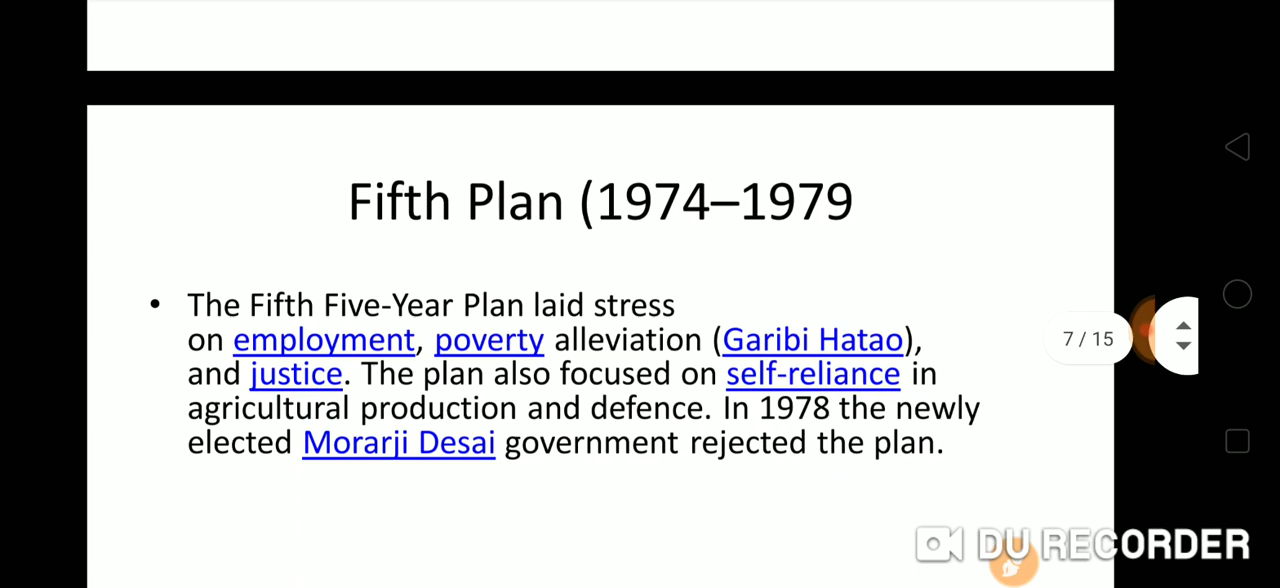 Fifth Plan (1974–1979
• The Fifth Five-Year Plan laid stress
on employment, poverty alleviation (Garibi Hatao),
and justice. The plan also focused on self-reliance in
agricultural production and defence. In 1978 the newly
elected Morarji Desai government rejected the plan.
7 / 15
DU RECORDER